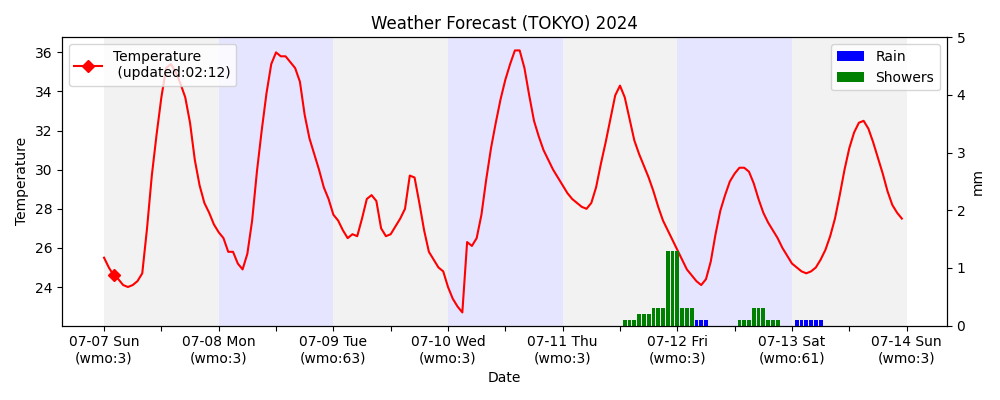 Weather Forecast (TOKYO) 2024
Temperature
(updated:02:12)
Rain
Showers
36
34
32
30
28
26
24
Temperature
5
4
3
2
1
0
mm
07-07 Sun
(wmo:3)
07-08 Mon
(wmo:3)
07-09 Tue
(wmo:63)
07-10 Wed
(wmo:3)
07-11 Thu
(wmo:3)
07-12 Fri
(wmo:3)
07-13 Sat
(wmo:61)
07-14 Sun
(wmo:3)
Date